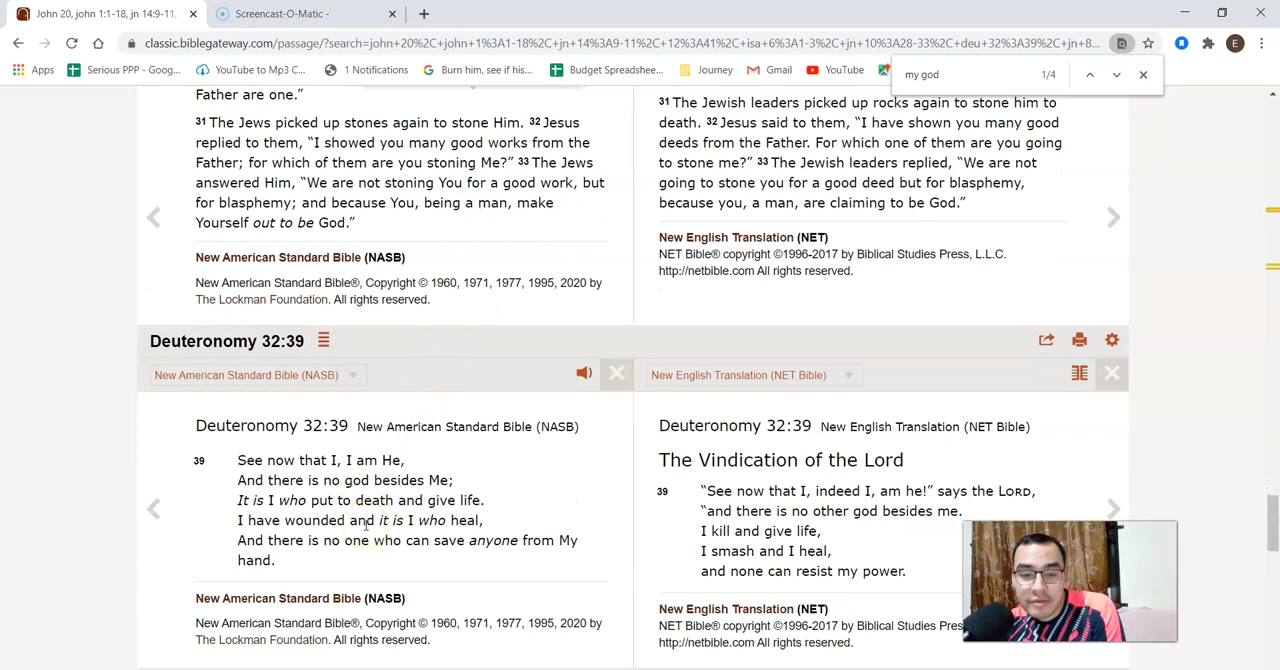 John 20, john 1:1-18, jn 14:9-11,
Screencast-O-Matic -
classic.biblegateway.com/passage/?search=john+20%2C+john+1%3A1-18%2C+jn+14%3A9-11%2C+12%3A41%2C+isa+6%3A1-3%2C+jn+10%3A28-33%2C+deu+32%3A39%2C+jn+8...
E
Apps
Serious PPP - Goog...
YouTube to Mp3 C...
1 Notifications
Burn him, see if his...
Budget Spreadshee...
Journey
Gmail
YouTube
my god
1/4
Father are one.”
31 The Jews picked up stones again to stone Him. 32 Jesus
replied to them, “I showed you many good works from the
Father; for which of them are you stoning Me?” 33 The Jews
answered Him, “We are not stoning You for a good work, but
for blasphemy; and because You, being a man, make
Yourself out to be God.”
New American Standard Bible (NASB)
New American Standard Bible®, Copyright © 1960, 1971, 1977, 1995, 2020 by
The Lockman Foundation. All rights reserved.
31 The Jewish leaders picked up rocks again to stone him to
death. 32 Jesus said to them, “I have shown you many good
deeds from the Father. For which one of them are you going
to stone me?” 33 The Jewish leaders replied, “We are not
going to stone you for a good deed but for blasphemy,
because you, a man, are claiming to be God.”
New English Translation (NET)
NET Bible® copyright ©1996-2017 by Biblical Studies Press, L.L.C.
http://netbible.com All rights reserved.
Deuteronomy 32:39
New American Standard Bible (NASB)
New English Translation (NET Bible)
Deuteronomy 32:39 New American Standard Bible (NASB)
39 See now that I, I am He,
And there is no god besides Me;
It is I who put to death and give life.
I have wounded and it is I who heal,
And there is no one who can save anyone from My
hand.
New American Standard Bible (NASB)
New American Standard Bible®, Copyright © 1960, 1971, 1977, 1995, 2020 by
The Lockman Foundation. All rights reserved.
Deuteronomy 32:39 New English Translation (NET Bible)
The Vindication of the Lord
39 “See now that I, indeed I, am he!” says the LORD,
“and there is no other god besides me.
I kill and give life,
I smash and I heal,
and none can resist my power.
New English Translation (NET)
NET Bible® copyright ©1996-2017 by Biblical Studies Pres
http://netbible.com All rights reserved.